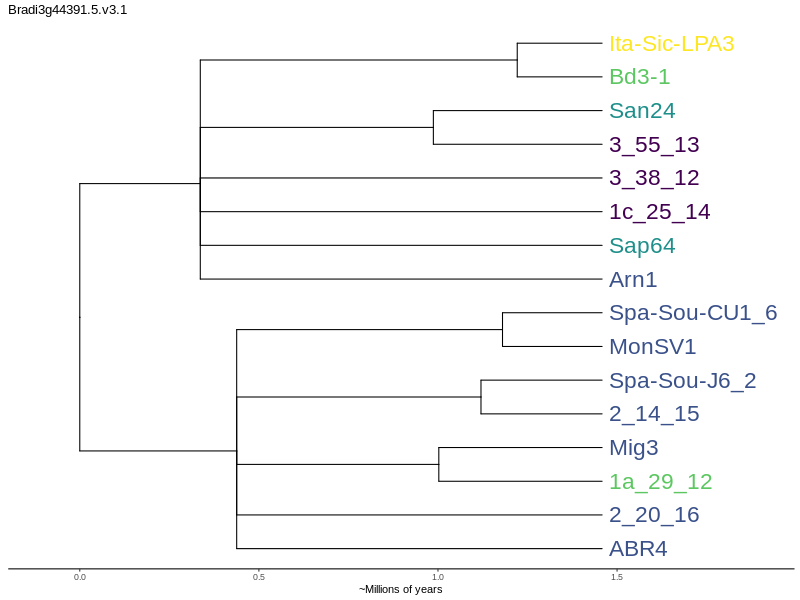 Bradi3g44391.5.v3.1
Ita-Sic-LPA3
Bd3-1
San24
3_55_13
3_38_12
1c_25_14
Sap64
Arn1
Spa-Sou-CU1_6
MonSV1
Spa-Sou-J6_2
2_14_15
Mig3
1a_29_12
2_20_16
ABR4
0.0 0.5 1.0 1.5
~Millions of years